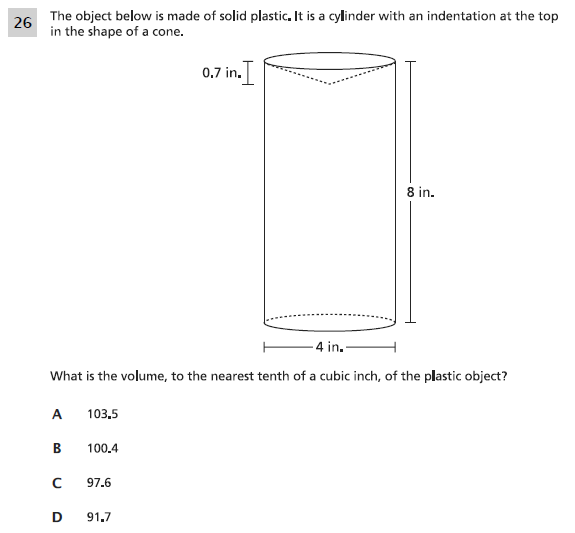 26 The object below is made of solid plastic. It is a cylinder with an indentation at the top
in the shape of a cone.
0.7 in.
8 in.
4 in.
What is the volume, to the nearest tenth of a cubic inch, of the plastic object?
A 103.5
B 100.4
C 97.6
D 91.7